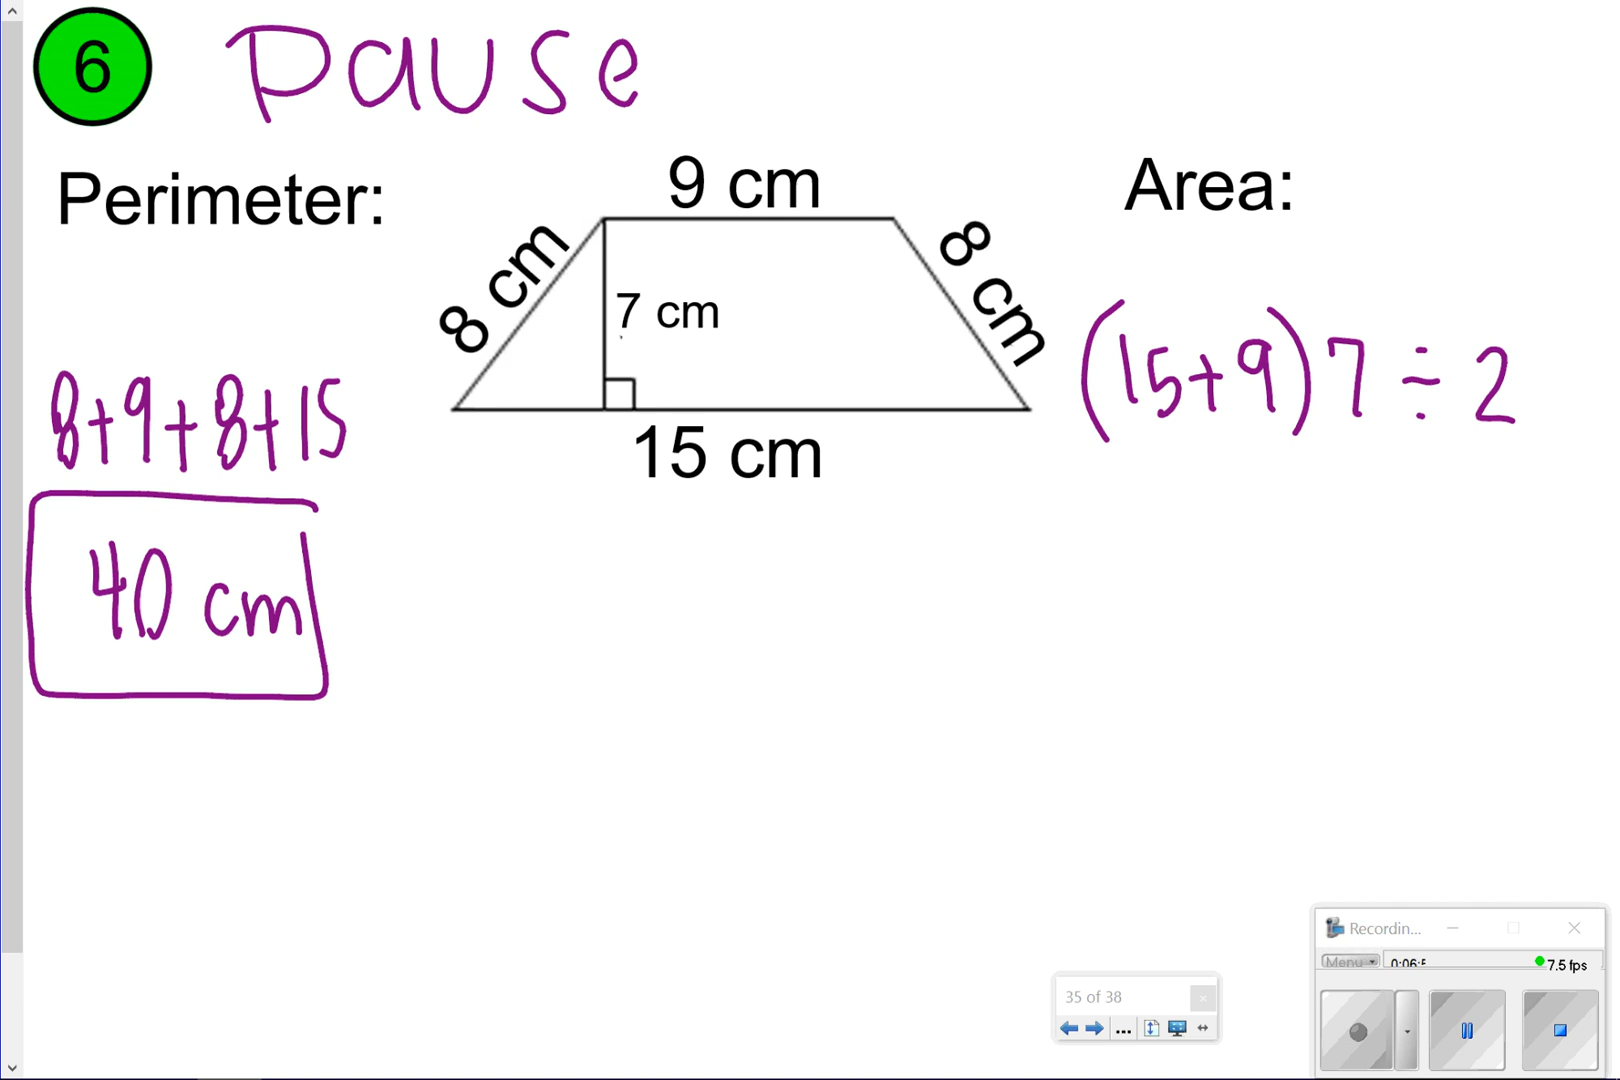 6 Pause
Perimeter:
9 cm
Area:
8 cm
8 cm
7 cm
(15+9)7 ÷ 2
8+9+8+15
15 cm
40 cm
Recordin...
Menu
7.5 fps
35 of 38